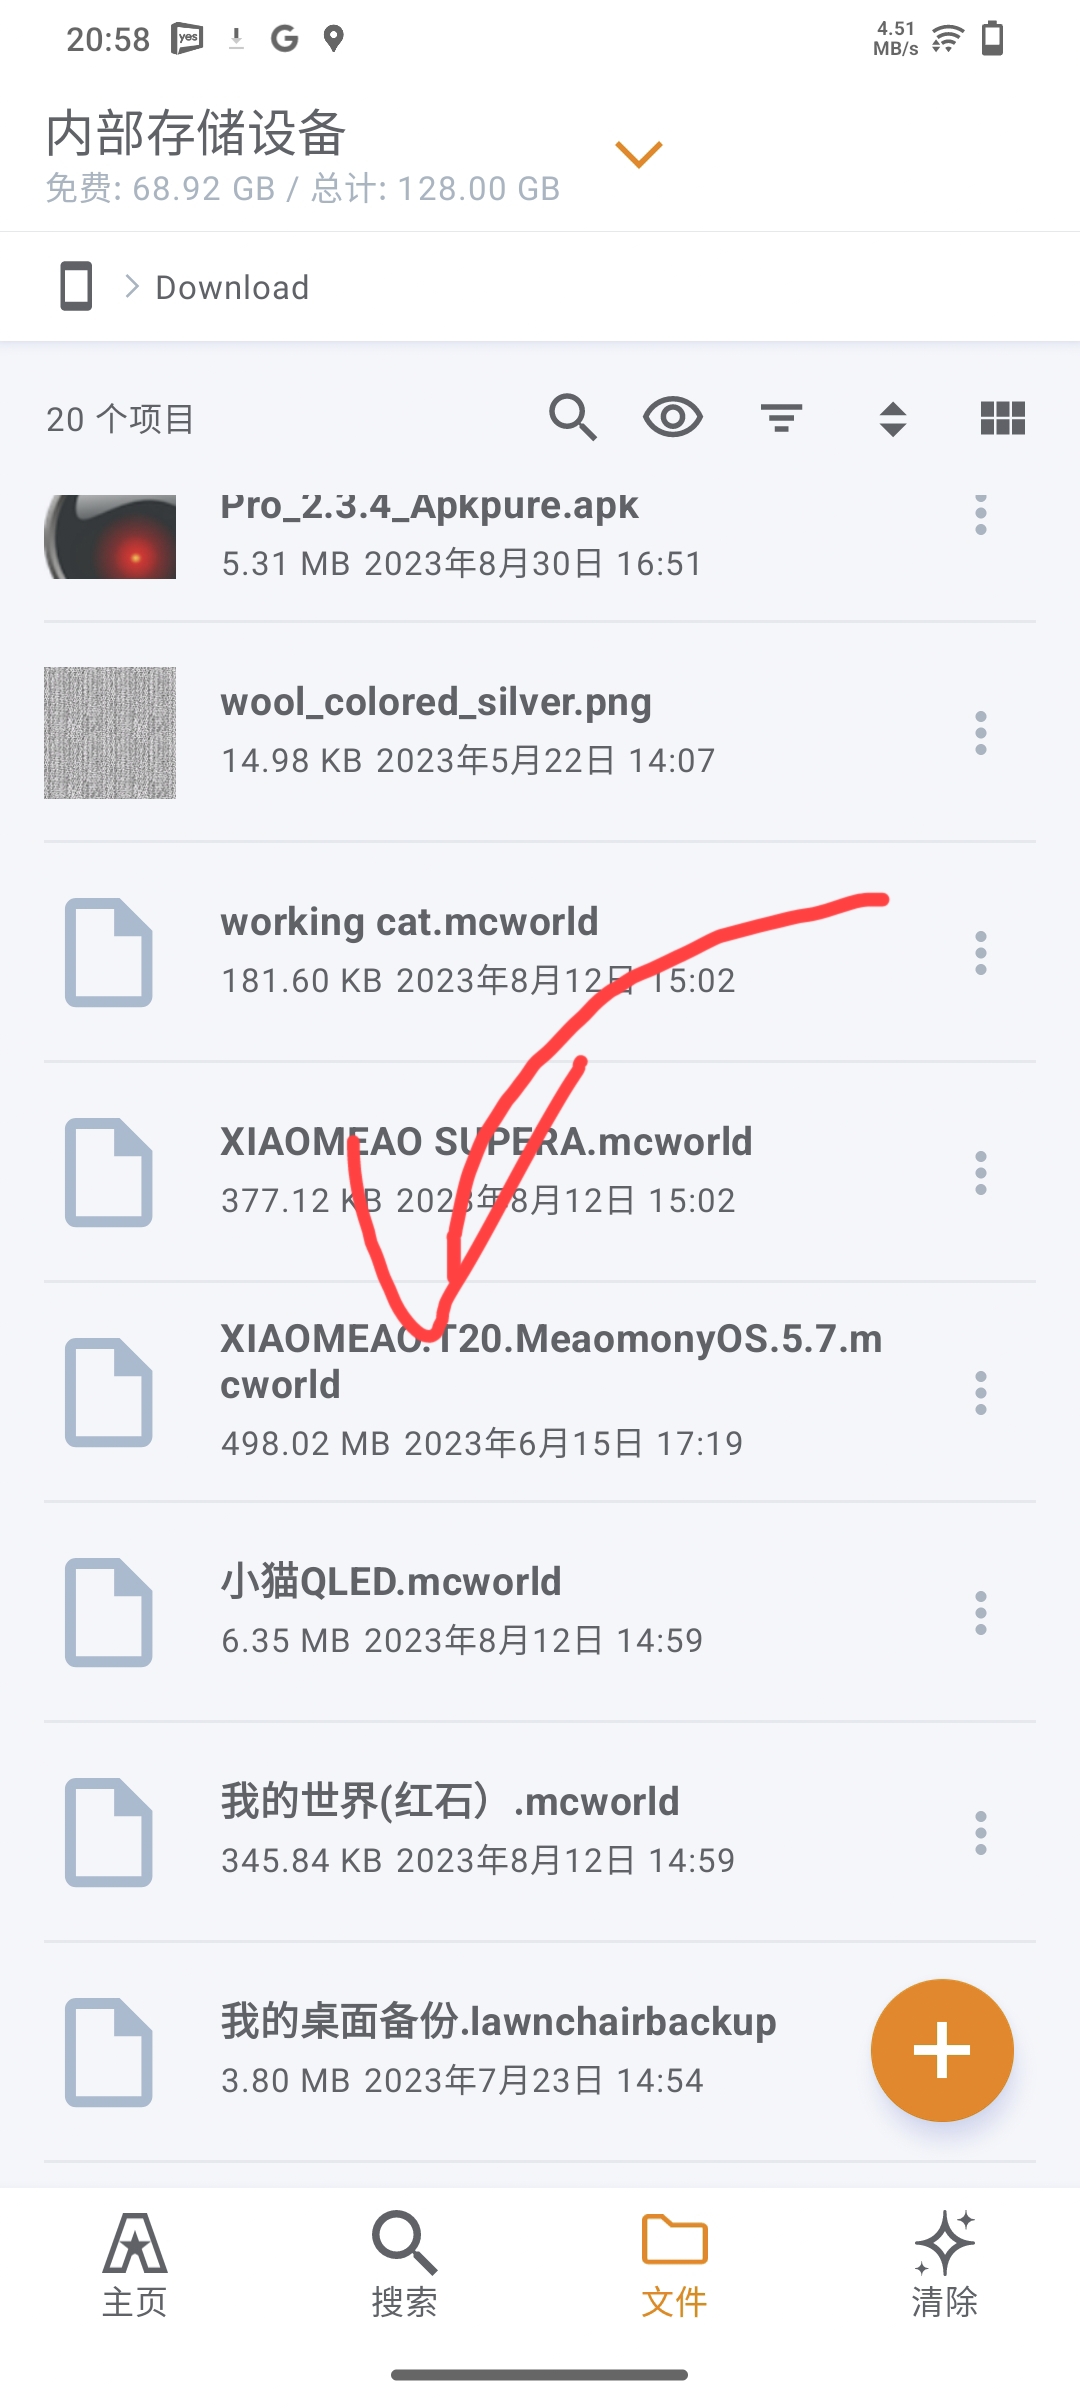 20:58
yes
G
4.51
MB/s
内部存储设备
免费: 68.92 GB / 总计: 128.00 GB
Download
20 个项目
Pro_2.3.4_Apkpure.apk
5.31 MB 2023年8月30日 16:51
wool_colored_silver.png
14.98 KB 2023年5月22日 14:07
working cat.mcworld
181.60 KB 2023年8月12日 15:02
XIAOMEAO SUPERA.mcworld
377.12 KB 2023年8月12日 15:02
XIAOMEAO.T20.MeaomonyOS.5.7.m
cworld
498.02 MB 2023年6月15日 17:19
小猫QLED.mcworld
6.35 MB 2023年8月12日 14:59
我的世界(红石）.mcworld
345.84 KB 2023年8月12日 14:59
我的桌面备份.lawnchairbackup
3.80 MB 2023年7月23日 14:54
主页
搜索
文件
清除